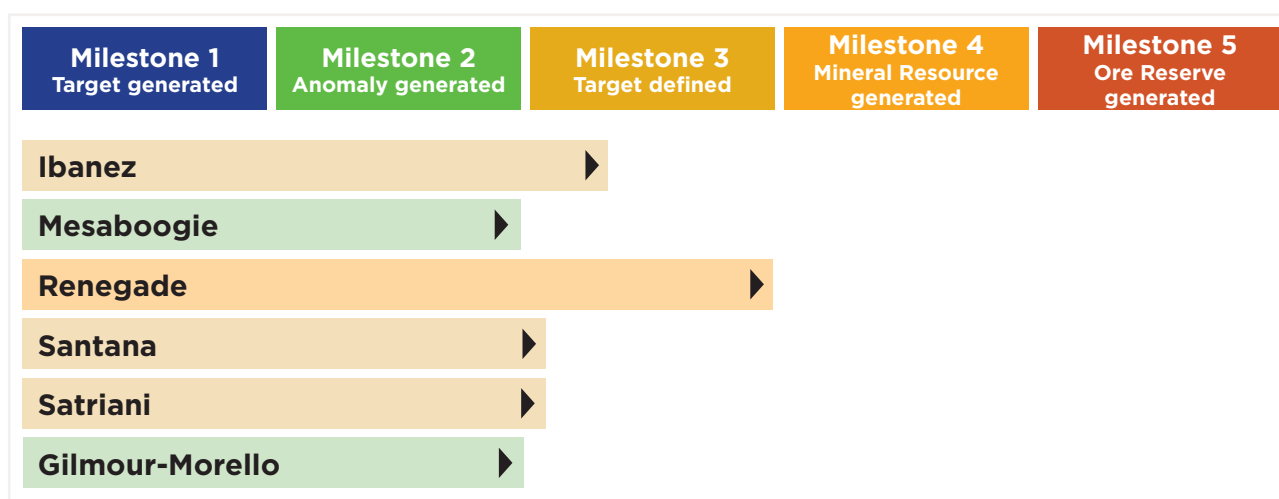 Milestone 1
Target generated
Milestone 2
Anomaly generated
Milestone 3
Target defined
Milestone 4
Mineral Resource
generated
Milestone 5
Ore Reserve
generated
Ibanez
Mesaboogie
Renegade
Santana
Satriani
Gilmour-Morello